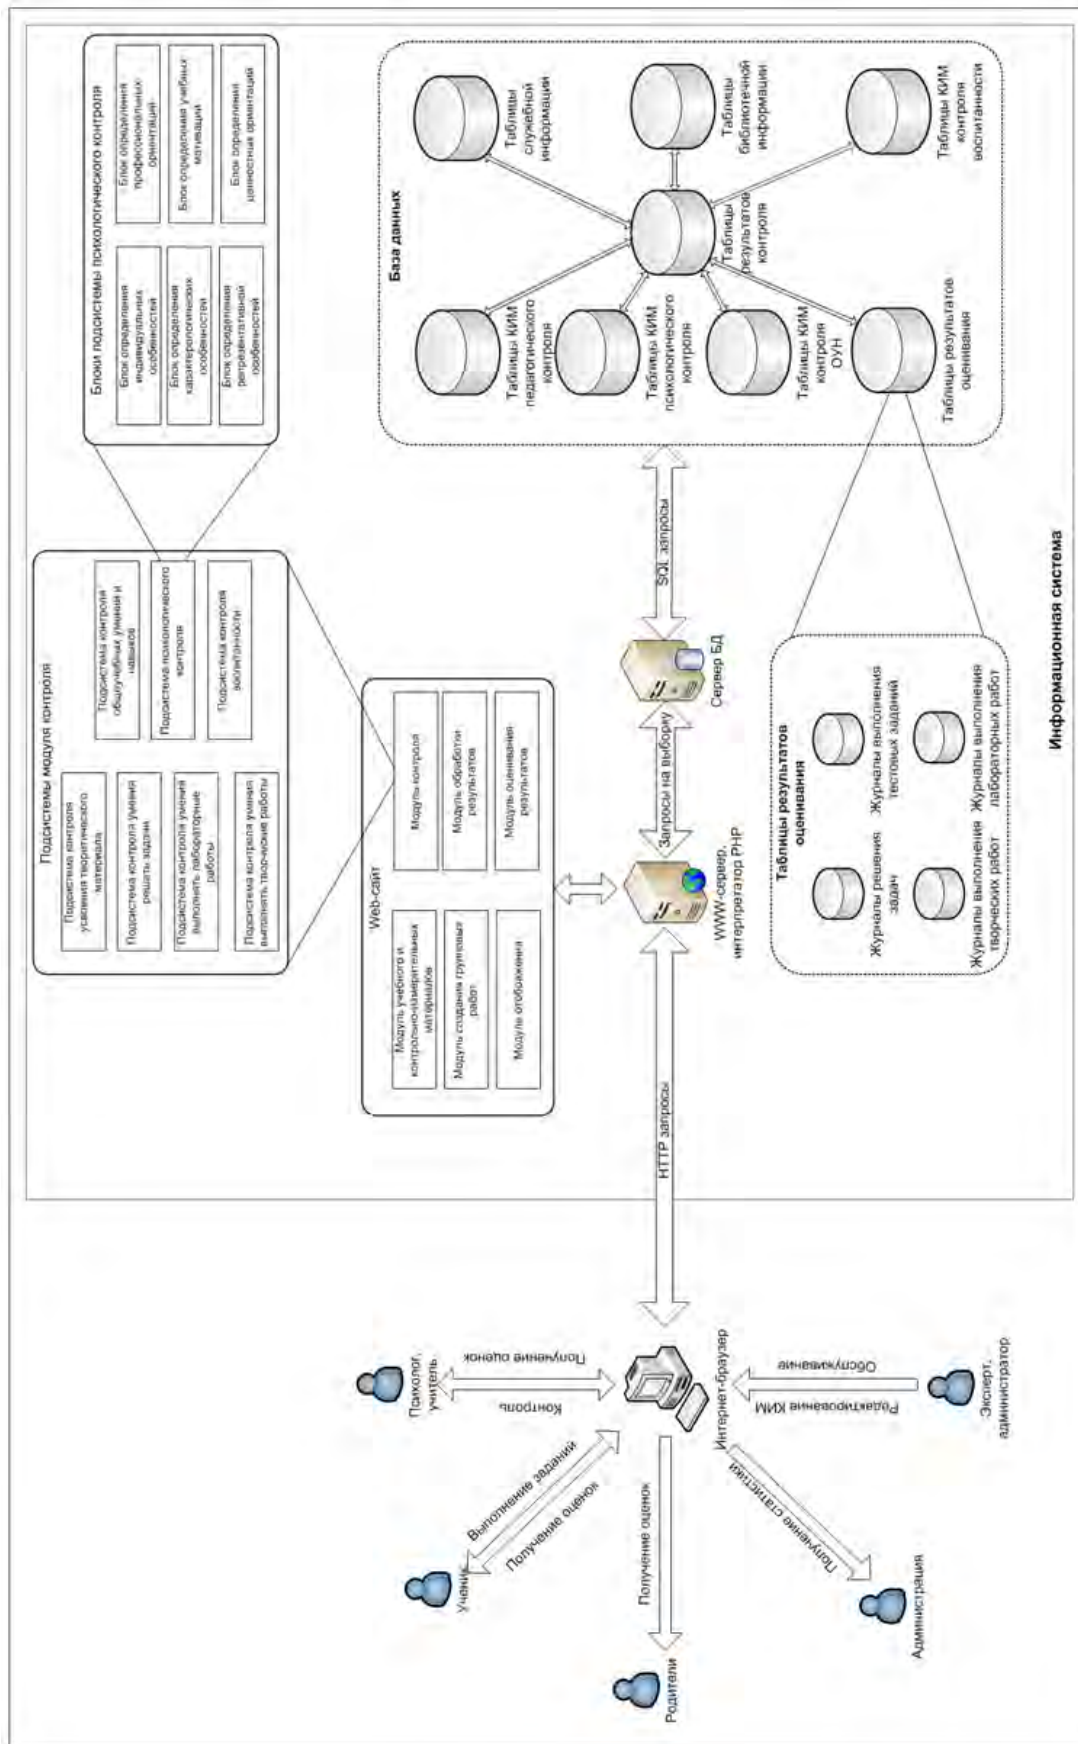 Подсистемы модуля контроля
Подсистема контроля
усвоения теоретического
материала
Подсистема контроля умения
решать задачи
Подсистема контроля умения
выполнять лабораторные
работы
Подсистема контроля умения
выполнять творческие работы
Подсистема контроля
общеучебных умений и
навыков
Подсистема психологического
контроля
Подсистема контроля
воспитанности
Блоки подсистемы психологического контроля
Блок определения
индивидуальных
особенностей
Блок определения
характерологических
особенностей
Блок определения
репрезентативной
особенностей
Блок определения
профессиональных
ориентаций
Блок определения учебных
мотиваций
Блок определения
ценностных ориентаций
Web-сайт
Модуль учебного и
контрольно-измерительных
материалов
Модуль создания групповых
работ
Модуль отображения
Модуль контроля
Модуль обработки
результатов
Модуль оценивания
результатов
База данных
Таблицы КИМ
педагогического
контроля
Таблицы КИМ
психологического
контроля
Таблицы КИМ
контроля
ОУН
Таблицы результатов
оценивания
Таблицы
результатов
контроля
Таблицы
служебной
информации
Таблицы
библиотечной
информации
Таблицы КИМ
контроля
воспитанности
Психолог,
учитель
Контроль
Получение оценок
Ученик
Выполнение заданий
Получение оценок
Родители
Получение оценок
Администрация
Получение статистики
Эксперт,
администратор
Редактирование КИМ
Обслуживание
Интернет-браузер
HTTP запросы
WWW-сервер,
интерпретатор PHP
Запросы на выборку
Сервер БД
SQL запросы
Таблицы результатов
оценивания
Журналы решения
задач
Журналы выполнения
тестовых заданий
Журналы выполнения
творческих работ
Журналы выполнения
лабораторных работ
Информационная система